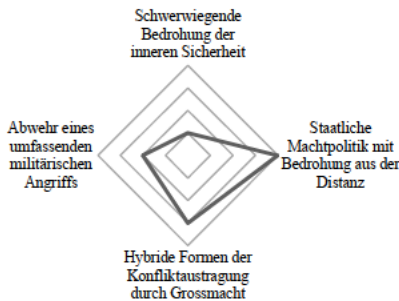 Schwerwiegende
Bedrohung der
inneren Sicherheit
Abwehr eines
umfassenden
militärischen
Angriffs
Staatliche
Machtpolitik mit
Bedrohung aus der
Distanz
Hybride Formen der
Konfliktaustragung
durch Grossmacht